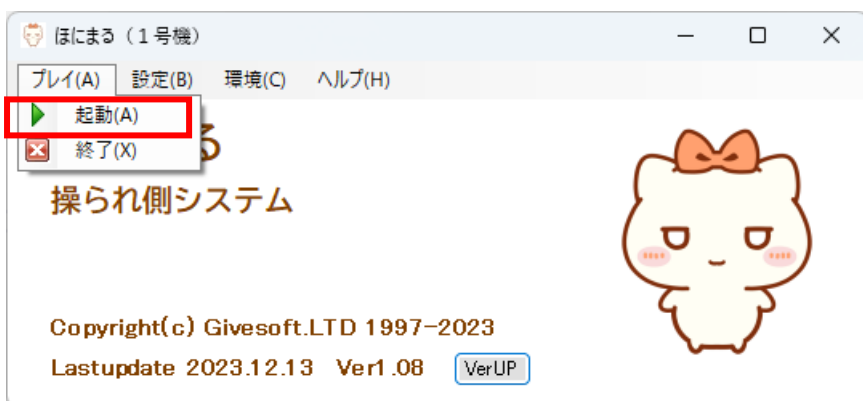 ほにまる（１号機）
プレイ(A) 設定(B) 環境(C) ヘルプ(H)
起動(A)
終了(X)
る
操られ側システム
Copyright(c) Givesoft.LTD 1997-2023
Lastupdate 2023.12.13 Ver1.08 VerUP